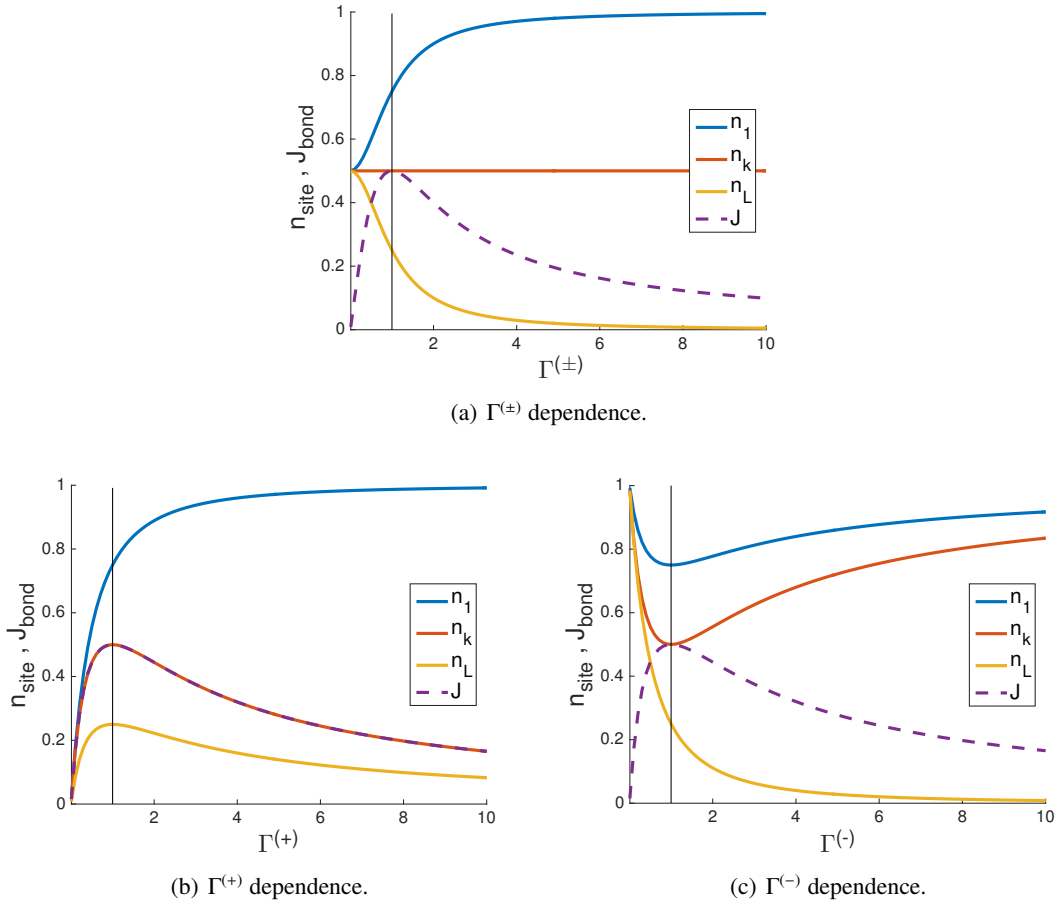 1
0.8
0.6
0.4
0.2
0
2
4
6
8
10
n_site , J_bond
Γ^(±)
n_1
n_k
n_L
J
(a) Γ^(±) dependence.
1
0.8
0.6
0.4
0.2
0
2
4
6
8
10
n_site , J_bond
Γ^(+)
n_1
n_k
n_L
J
(b) Γ^(+) dependence.
1
0.8
0.6
0.4
0.2
0
2
4
6
8
10
n_site , J_bond
Γ^(-)
n_1
n_k
n_L
J
(c) Γ^(−) dependence.